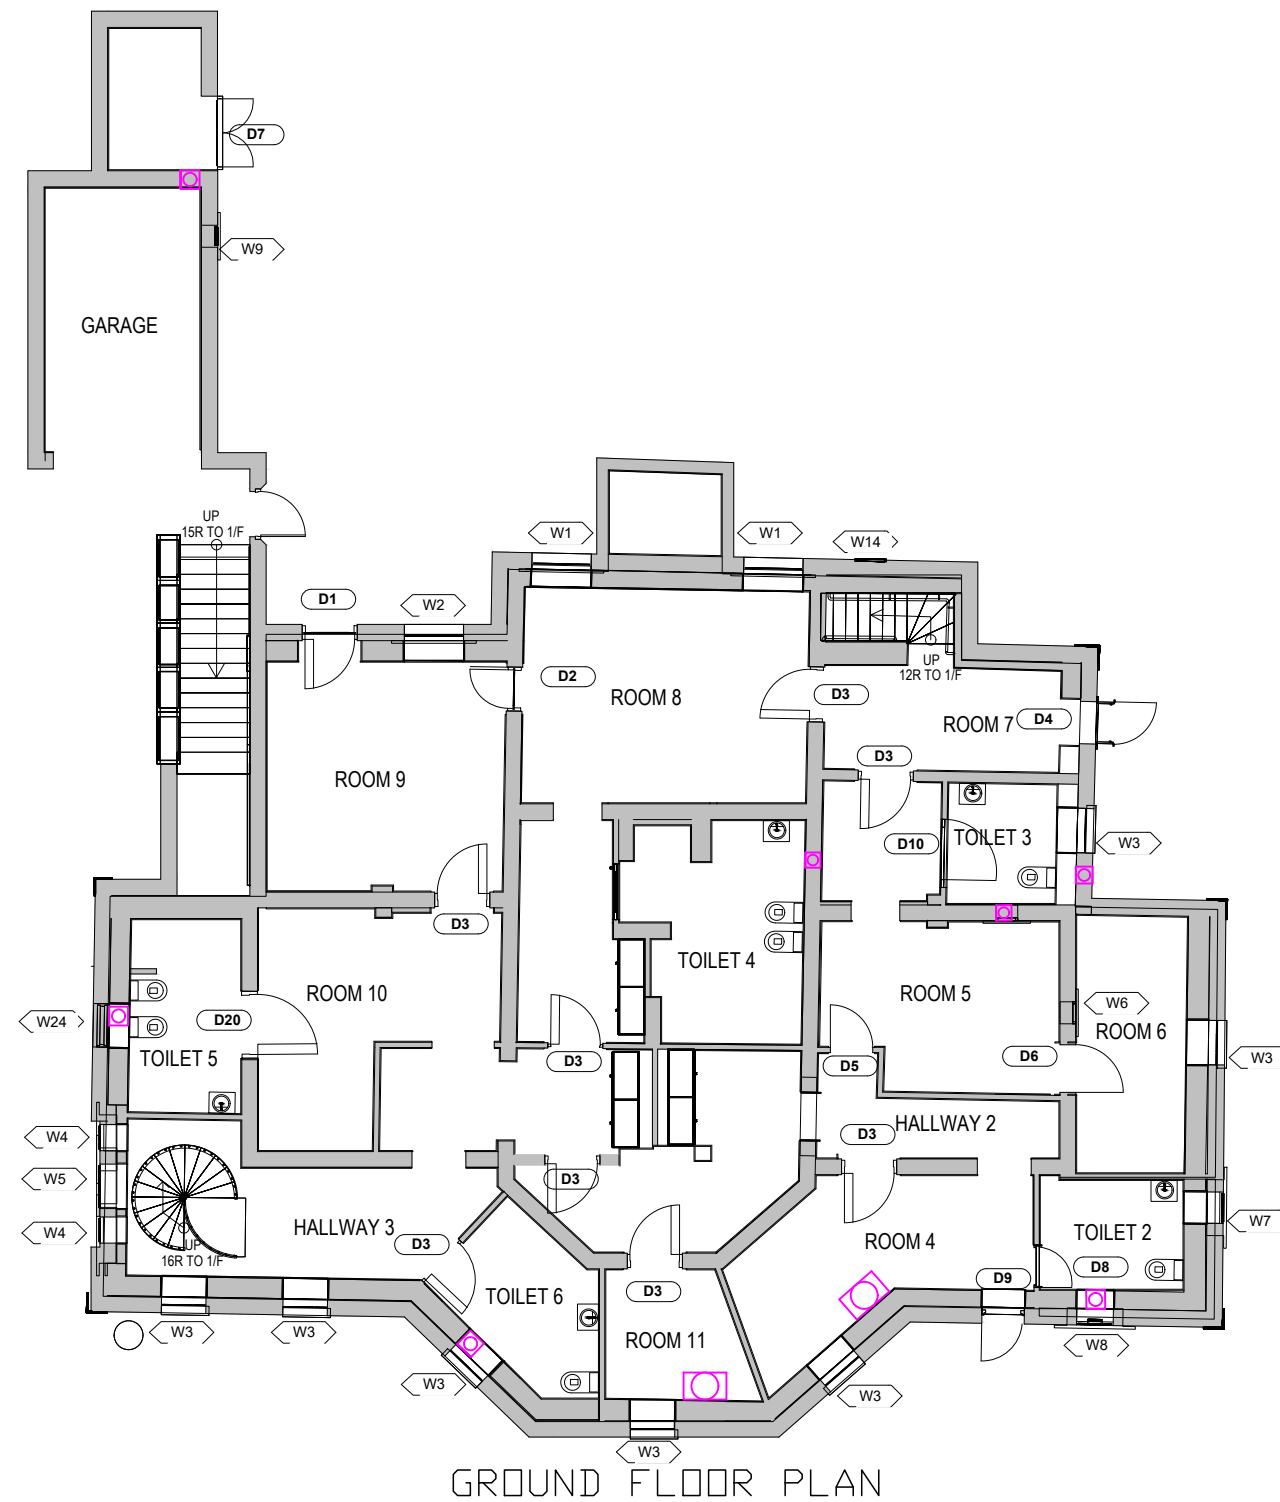 D7
W9
GARAGE
UP
15R TO 1/F
W1
W1
W14
D1
W2
D2
ROOM 8
D3
UP
12R TO 1/F
ROOM 7
D4
ROOM 9
D3
D10
TOILET 3
W3
D3
TOILET 4
ROOM 10
ROOM 5
W6
ROOM 6
W24
D20
TOILET 5
D3
D5
D6
W3
W4
HALLWAY 2
D3
W5
D3
W4
HALLWAY 3
D3
UP
16R TO 1/F
ROOM 4
TOILET 2
W7
D8
D9
D3
TOILET 6
ROOM 11
W3
W3
W8
W3
W3
W3
GROUND FLOOR PLAN